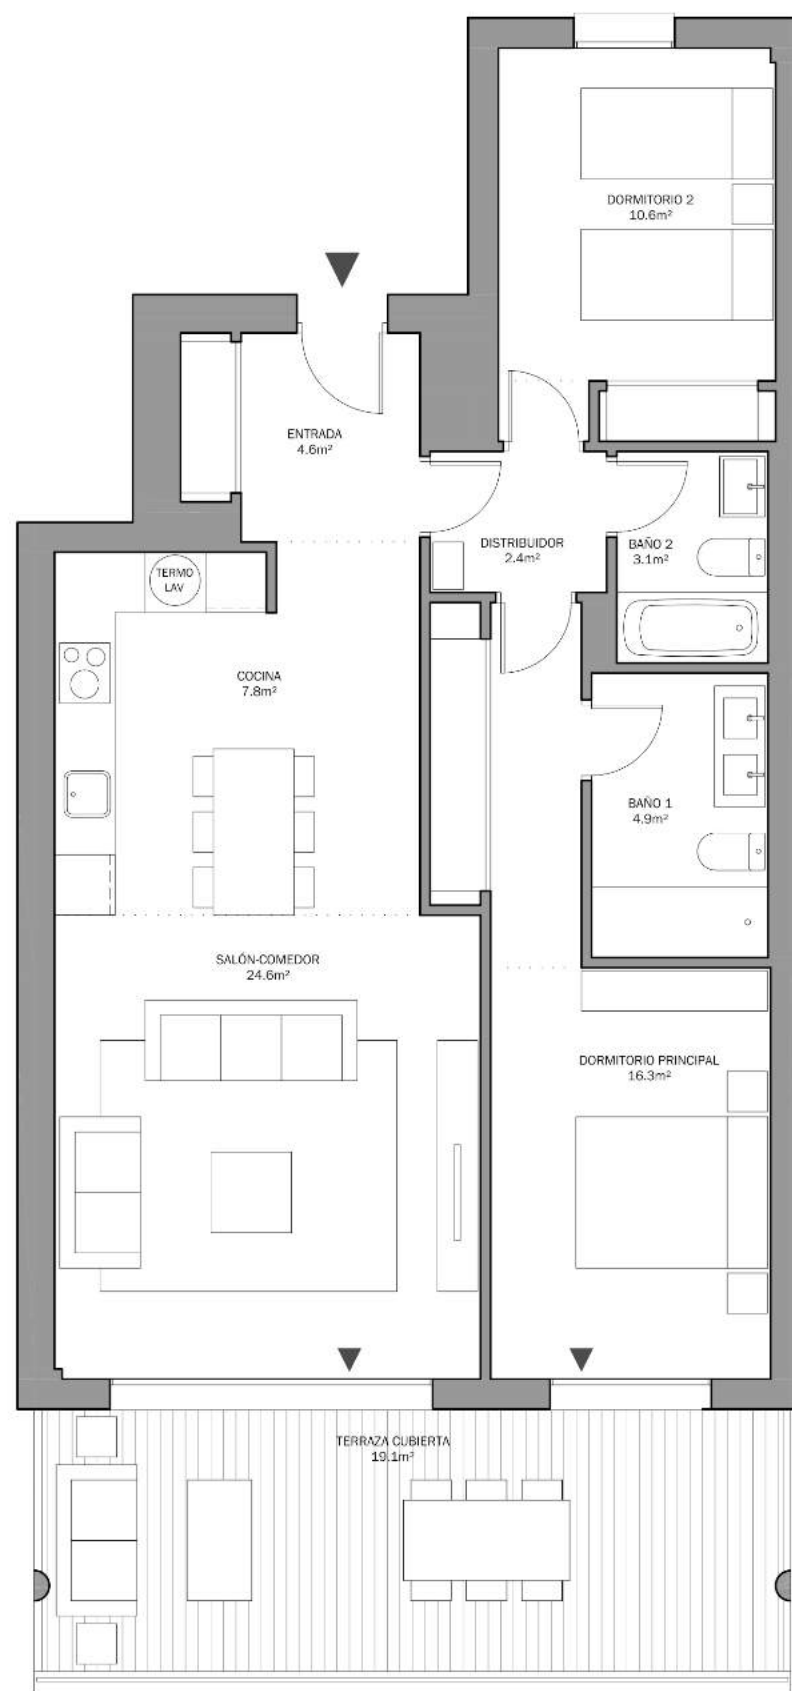 DORMITORIO 2
10.6m²
ENTRADA
4.6m²
DISTRIBUIDOR
2.4m²
BAÑO 2
3.1m²
TERMO
LAV
COCINA
7.8m²
BAÑO 1
4.9m²
SALÓN-COMEDOR
24.6m²
DORMITORIO PRINCIPAL
16.3m²
TERRAZA CUBIERTA
19.1m²